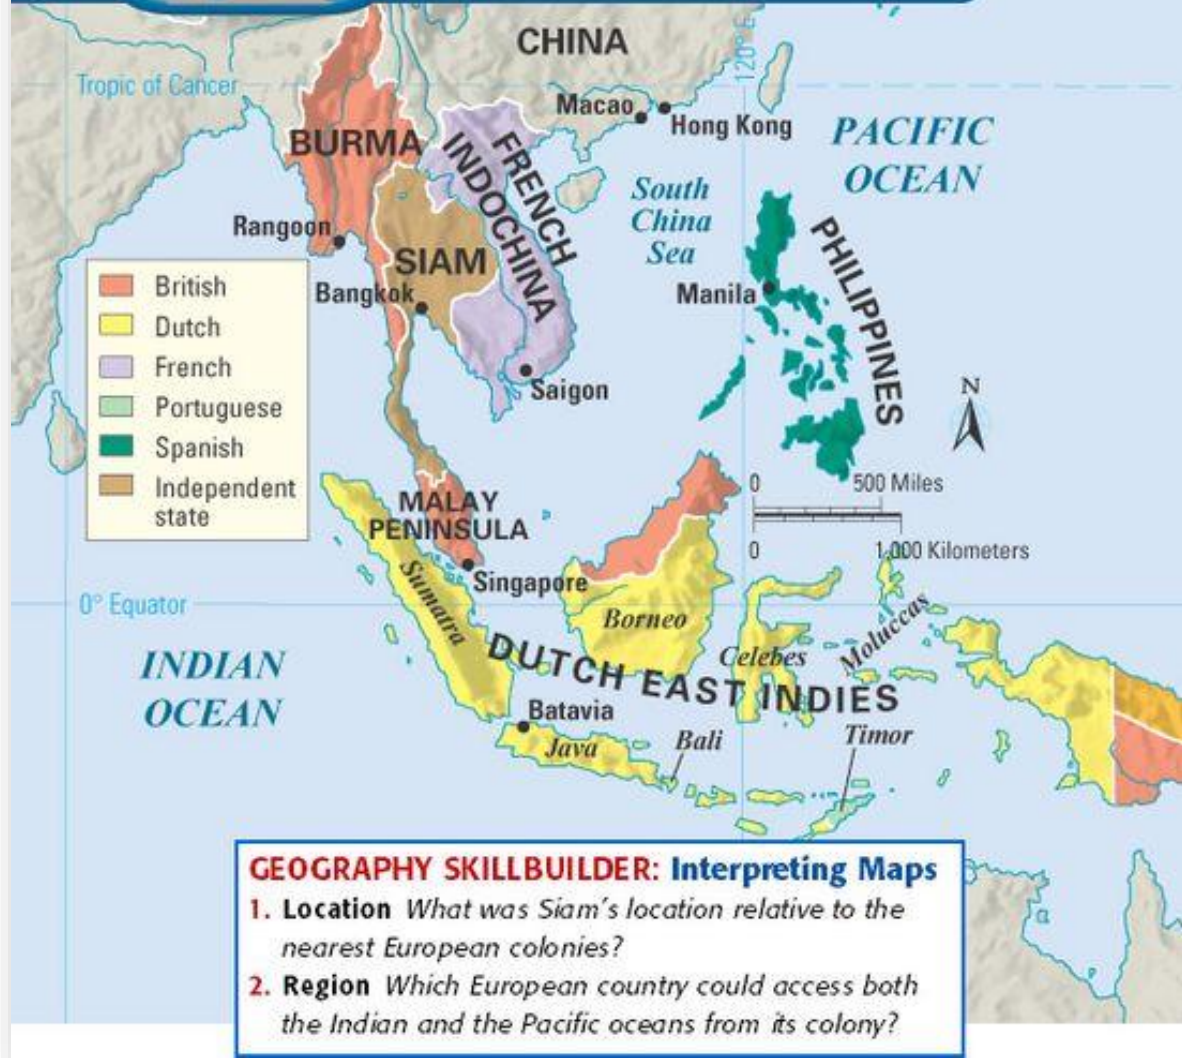 CHINA
120° E
Tropic of Cancer
Macao
Hong Kong
PACIFIC
OCEAN
BURMA
FRENCH
INDOCHINA
South
China
Sea
Rangoon
SIAM
PHILIPPINES
British
Bangkok
Manila
Dutch
French
Saigon
Portuguese
N
Spanish
Independent
state
0
500 Miles
0
1,000 Kilometers
MALAY
PENINSULA
Singapore
Sumatra
0° Equator
Borneo
Moluccas
Celebes
DUTCH EAST INDIES
INDIAN
OCEAN
Batavia
Java
Bali
Timor
GEOGRAPHY SKILLBUILDER: Interpreting Maps
1. Location What was Siam's location relative to the
nearest European colonies?
2. Region Which European country could access both
the Indian and the Pacific oceans from its colony?